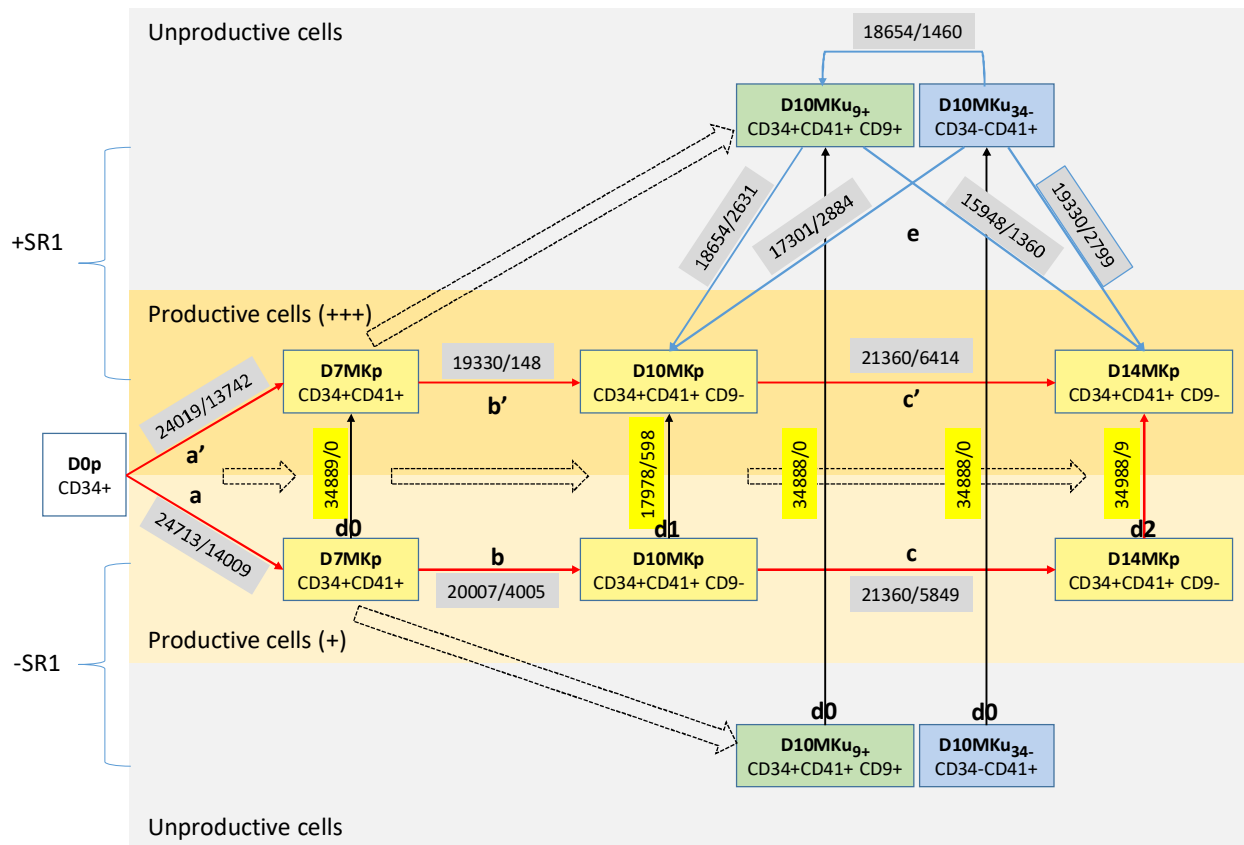 Unproductive cells
18654/1460
D10MKu9+
CD34+CD41+ CD9+
D10MKu34-
CD34-CD41+
18654/2631
17301/2884
15948/1360
19330/2799
e
+SR1
Productive cells (+++)
D7MKp
CD34+CD41+
19330/148
b’
D10MKp
CD34+CD41+ CD9-
21360/6414
c’
D14MKp
CD34+CD41+ CD9-
24019/13742
a’
D0p
CD34+
a
24713/14009
34889/0
d0
17978/598
d1
34888/0
34888/0
34988/9
d2
D7MKp
CD34+CD41+
b
20007/4005
D10MKp
CD34+CD41+ CD9-
c
21360/5849
D14MKp
CD34+CD41+ CD9-
Productive cells (+)
-SR1
d0
d0
D10MKu9+
CD34+CD41+ CD9+
D10MKu34-
CD34-CD41+
Unproductive cells